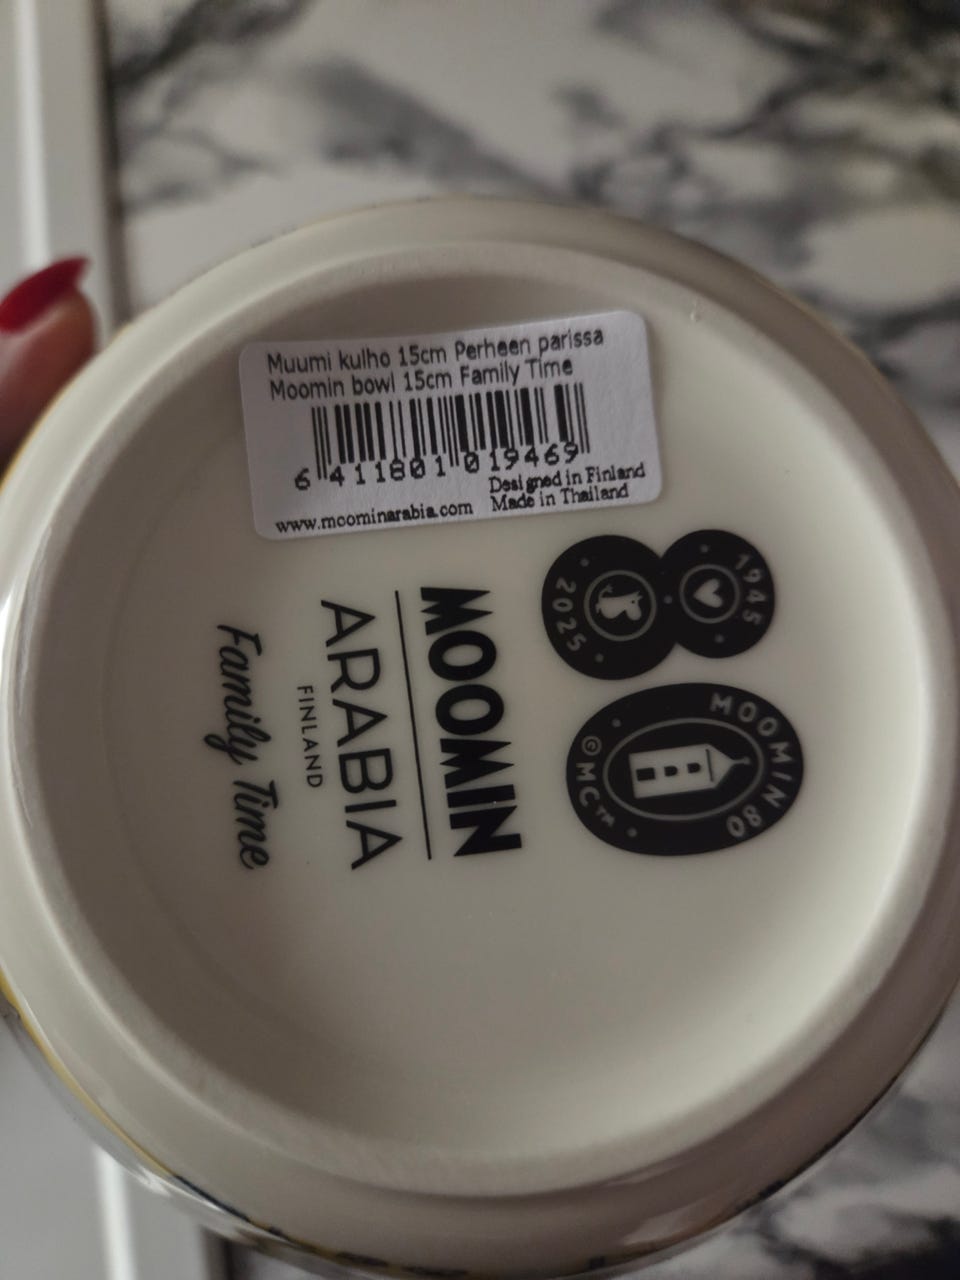 Muumi kulho 15cm Perheen parissa
Moomin bowl 15cm Family Time
6 411801 019469
Designed in Finland
www.moominarabia.com Made in Thailand
80
1945
2025
MOOMIN 80
©MC™
MOOMIN
ARABIA
FINLAND
Family Time